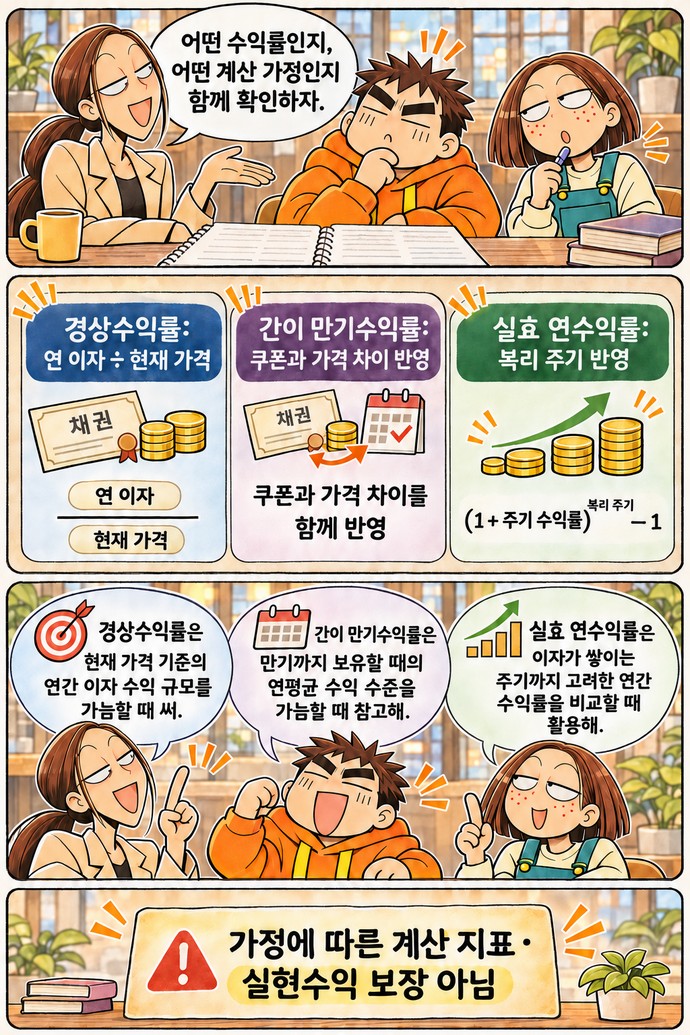 어떤 수익률인지,
어떤 계산 가정인지
함께 확인하자.
경상수익률:
연 이자 ÷ 현재 가격
채권
연 이자
현재 가격
간이 만기수익률:
쿠폰과 가격 차이 반영
채권
쿠폰과 가격 차이를
함께 반영
실효 연수익률:
복리 주기 반영
(1 + 주기 수익률)^복리 주기 − 1
경상수익률은
현재 가격 기준의
연간 이자 수익 규모를
가늠할 때 써.
간이 만기수익률은
만기까지 보유할 때의
연평균 수익 수준을
가늠할 때 참고해.
실효 연수익률은
이자가 쌓이는
주기까지 고려한 연간
수익률을 비교할 때
활용해.
가정에 따른 계산 지표·
실현수익 보장 아님